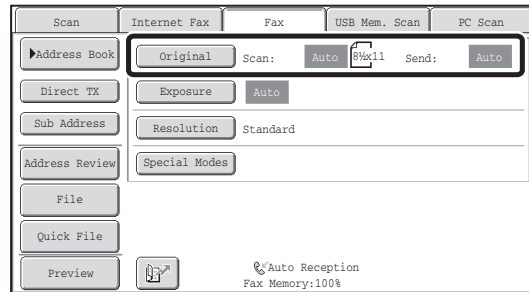 Scan Internet Fax Fax USB Mem. Scan PC Scan
Address Book Original Scan: Auto 8½x11 Send: Auto
Direct TX Exposure Auto
Sub Address Resolution Standard
Address Review Special Modes
File
Quick File
Preview Auto Reception
Fax Memory:100%